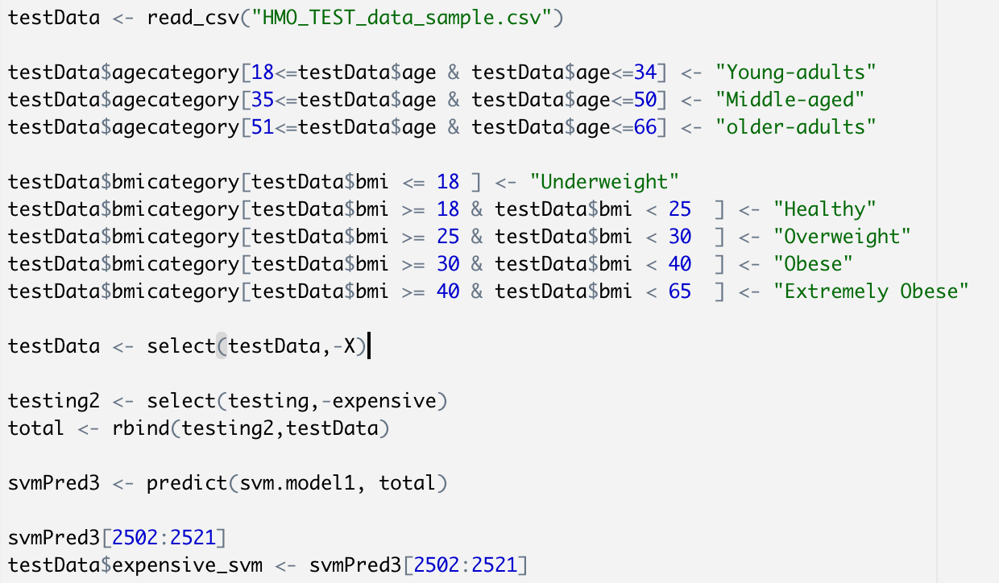 testData <- read_csv("HMO_TEST_data_sample.csv")
testData$agecategory[18<=testData$age & testData$age<=34] <- "Young-adults"
testData$agecategory[35<=testData$age & testData$age<=50] <- "Middle-aged"
testData$agecategory[51<=testData$age & testData$age<=66] <- "older-adults"
testData$bmicategory[testData$bmi <= 18 ] <- "Underweight"
testData$bmicategory[testData$bmi >= 18 & testData$bmi < 25  ] <- "Healthy"
testData$bmicategory[testData$bmi >= 25 & testData$bmi < 30  ] <- "Overweight"
testData$bmicategory[testData$bmi >= 30 & testData$bmi < 40  ] <- "Obese"
testData$bmicategory[testData$bmi >= 40 & testData$bmi < 65  ] <- "Extremely Obese"
testData <- select(testData,-X)
testing2 <- select(testing,-expensive)
total <- rbind(testing2,testData)
svmPred3 <- predict(svm.model1, total)
svmPred3[2502:2521]
testData$expensive_svm <- svmPred3[2502:2521]